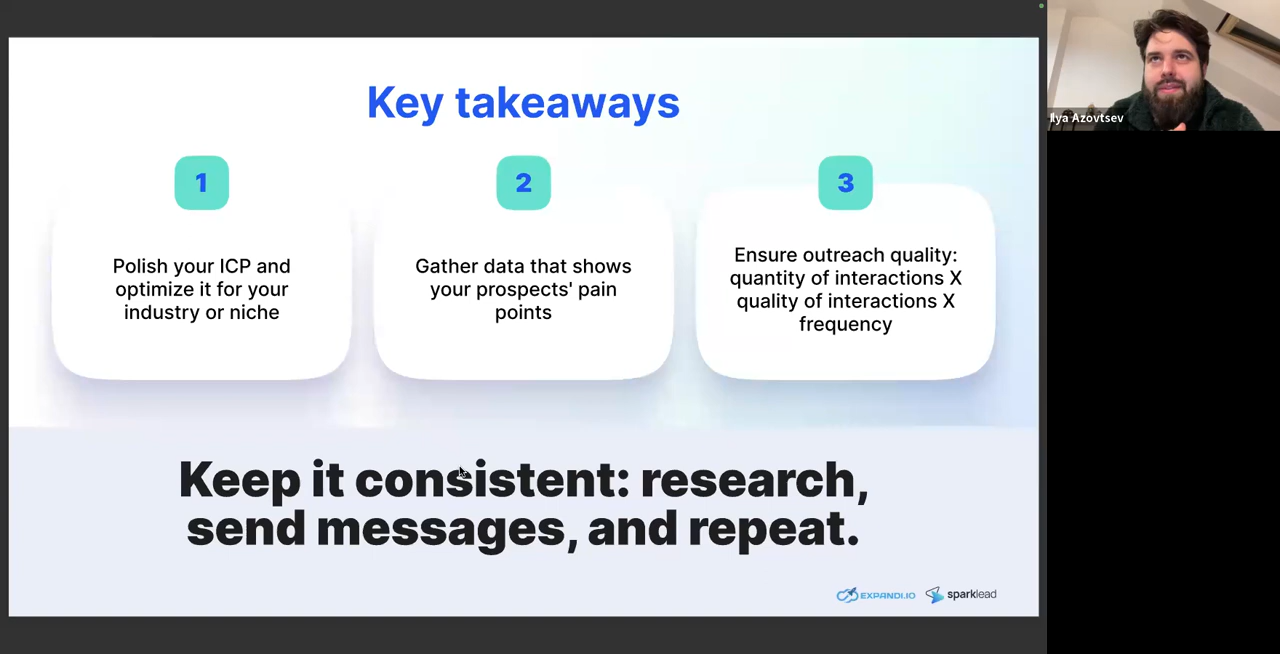 Key takeaways
1
Polish your ICP and
optimize it for your
industry or niche
2
Gather data that shows
your prospects' pain
points
3
Ensure outreach quality:
quantity of interactions X
quality of interactions X
frequency
Keep it consistent: research,
send messages, and repeat.
EXPANDI.IO
sparklead
Ilya Azovtsev